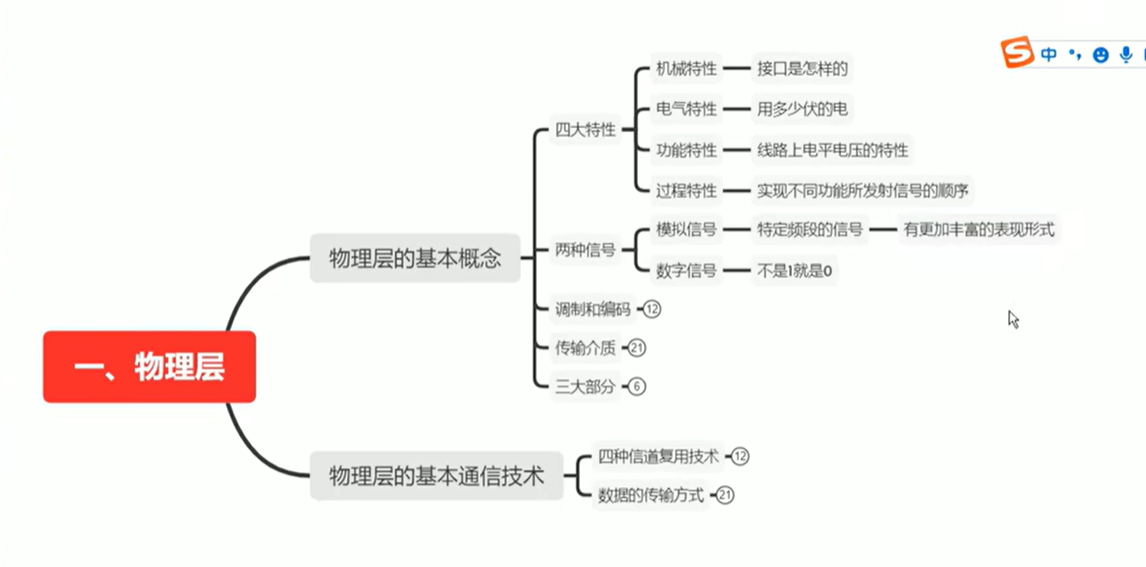 中
机械特性 接口是怎样的
电气特性 用多少伏的电
四大特性
功能特性 线路上电平电压的特性
过程特性 实现不同功能所发射信号的顺序
模拟信号 特定频段的信号 有更加丰富的表现形式
两种信号
物理层的基本概念
数字信号 不是1就是0
调制和编码 12
传输介质 21
一、物理层
三大部分 6
四种信道复用技术 12
物理层的基本通信技术
数据的传输方式 21